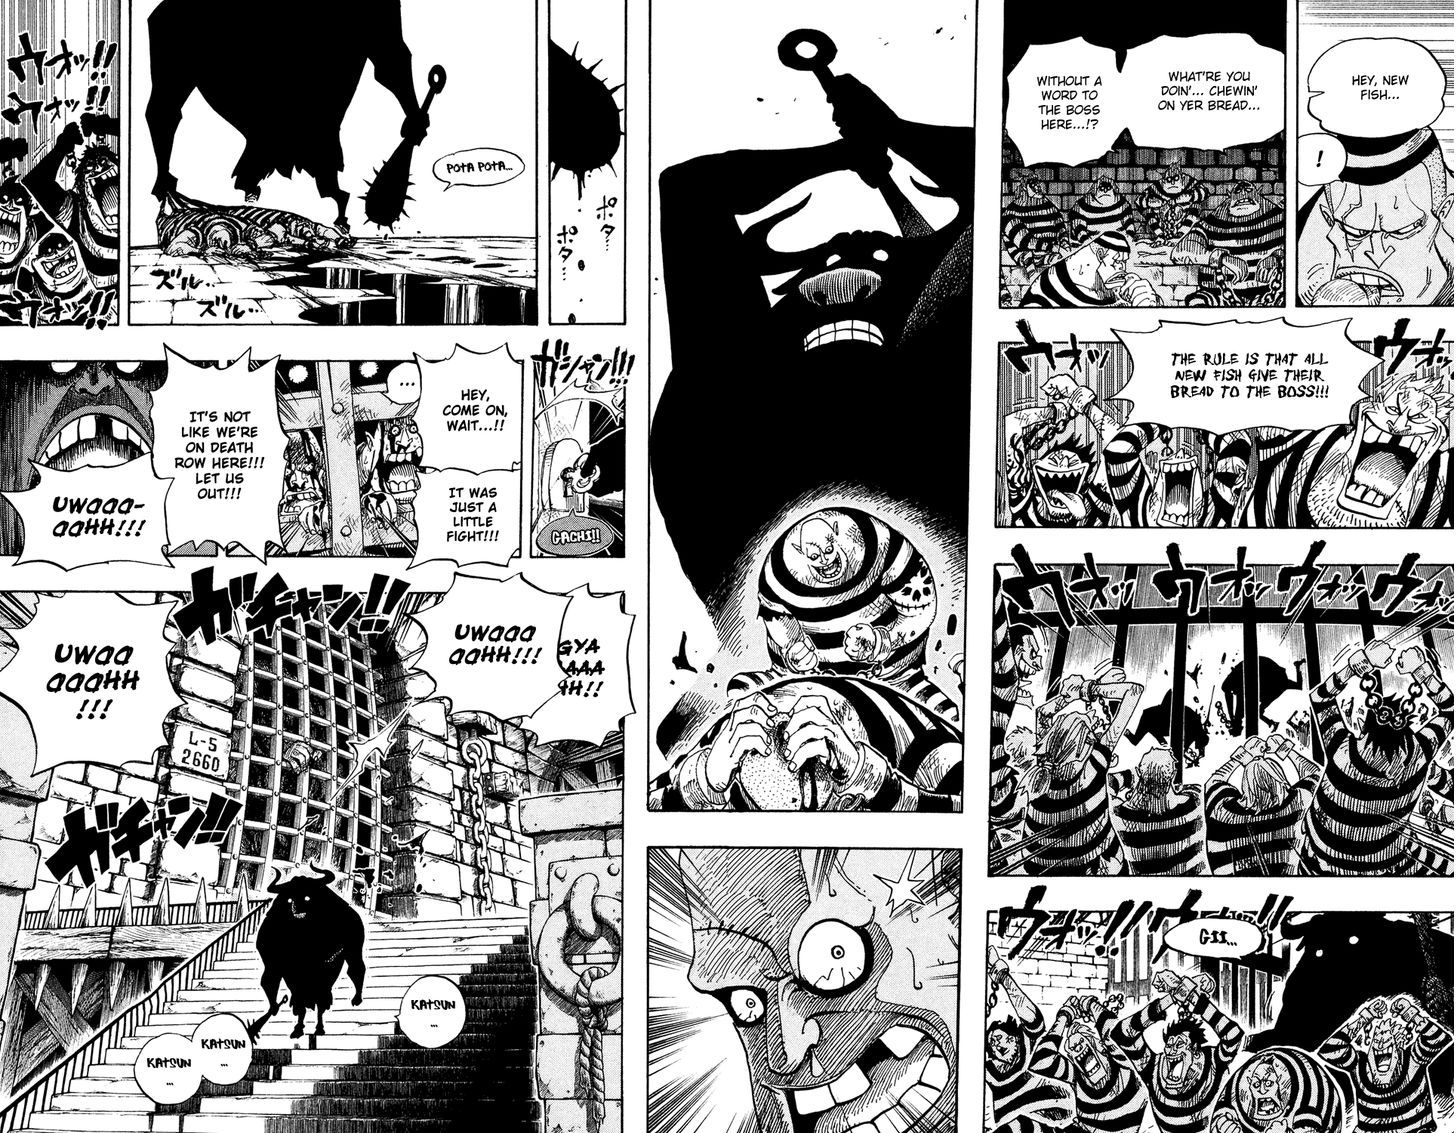 HEY, NEW
FISH...
!
WHAT'RE YOU
DOIN'... CHEWIN'
ON YER BREAD...
WITHOUT A
WORD TO
THE BOSS
HERE...!?
ウオッ
THE RULE IS THAT ALL
NEW FISH GIVE THEIR
BREAD TO THE BOSS!!!
ウオッ
ウオッ
ウオッ
ウオッ
ウオッ
ウオッ!!
GII...
ポタ...
ポタ...
POTA POTA...
ズル...
ズル...
ウオッ!!
ウオッ!!
ウオッ!!
ガシャン!!!
GACHI!!
HEY,
COME ON,
WAIT...!!
IT WAS
JUST A
LITTLE
FIGHT!!!
...
IT'S NOT
LIKE WE'RE
ON DEATH
ROW HERE!!!
LET US
OUT!!!
UWAAA-
AAHH!!!
ガチャン!!
GYA
AAAA
HH!!
UWAAA
AAHH!!!
UWAA
AAAHH
!!!
L-5
2660
ガチャン!!
KATSUN
...
KATSUN
...
KATSUN
...